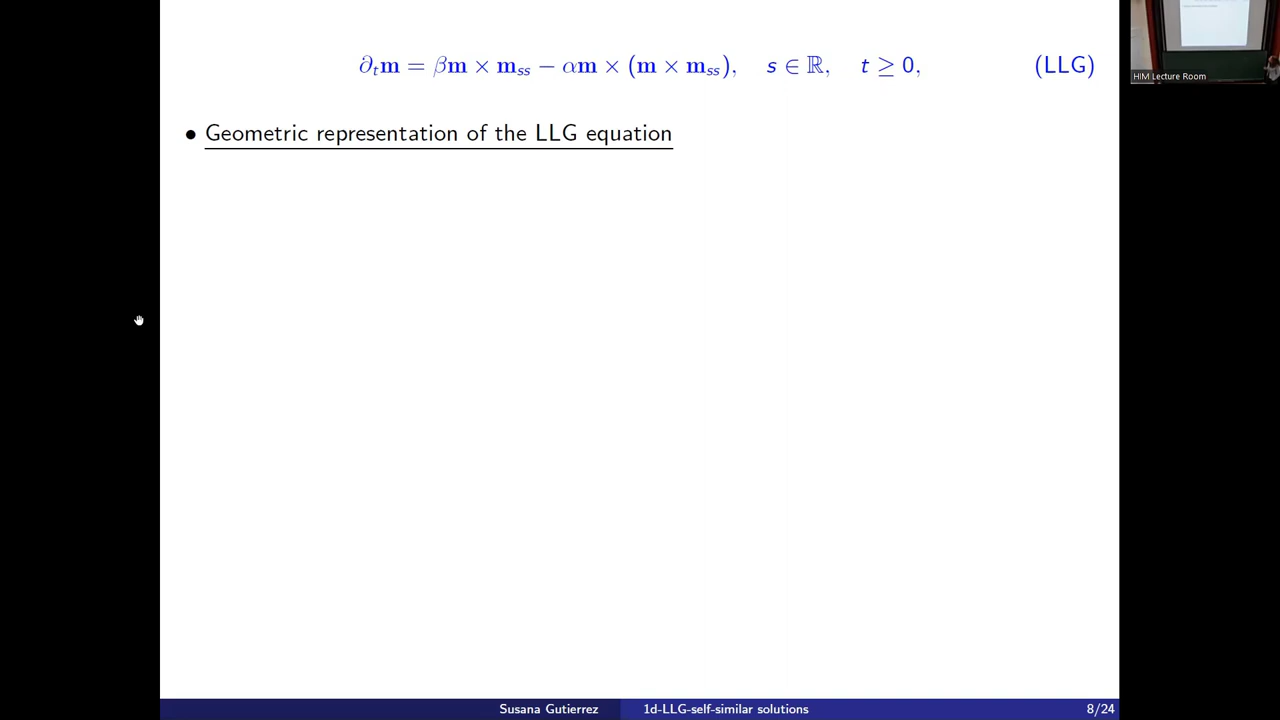 ∂ₜm = βm × mₛₛ − αm × (m × mₛₛ), s ∈ ℝ, t ≥ 0, (LLG)
HIM Lecture Room
• Geometric representation of the LLG equation
Susana Gutierrez 1d-LLG-self-similar solutions 8/24